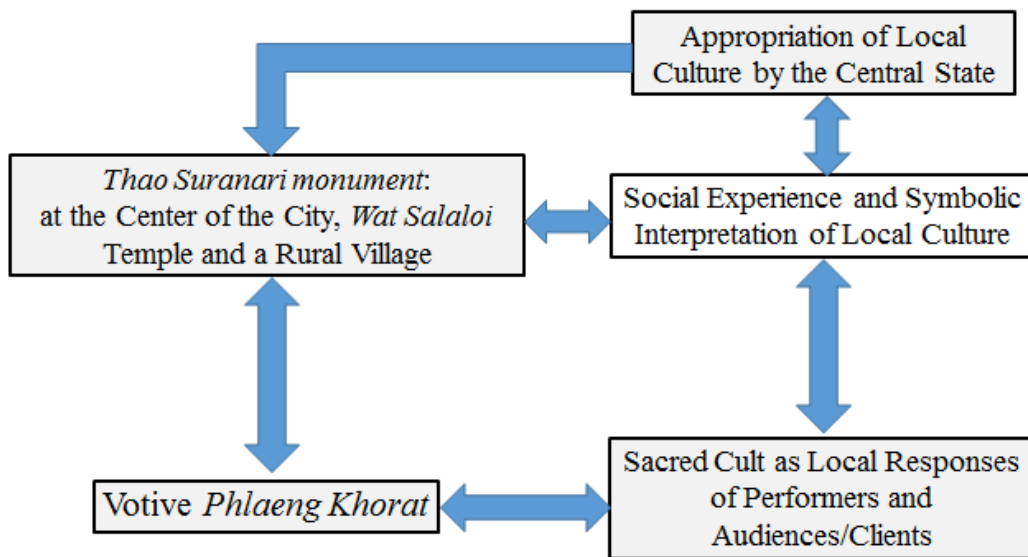 Appropriation of Local
Culture by the Central State
Thao Suranari monument:
at the Center of the City, Wat Salaloi
Temple and a Rural Village
Social Experience and Symbolic
Interpretation of Local Culture
Votive Phlaeng Khorat
Sacred Cult as Local Responses
of Performers and
Audiences/Clients